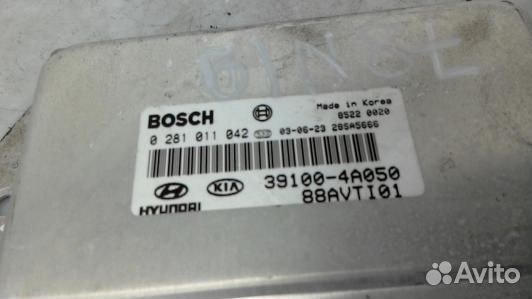 BOSCH
Made in Korea
8522 0020
0 281 011 042 03-06-23 285A5666
HYUNDAI KIA 39100-4A050
88AVTI01
Avito